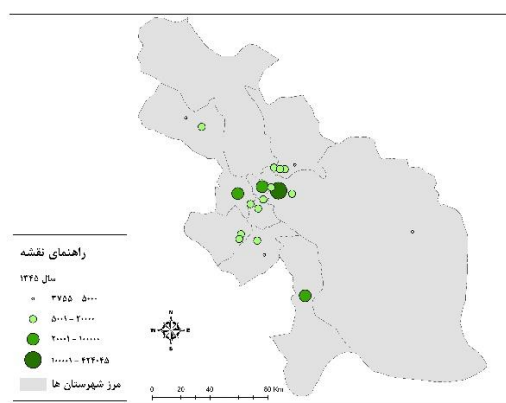 راهنمای نقشه
سال ۱۳۴۵
۳۷۵۵ - ۵۰۰۰
۵۰۰۱ - ۲۰۰۰۰
۲۰۰۰۱ - ۱۰۰۰۰۰
۱۰۰۰۰۱ - ۴۲۴۰۴۵
مرز شهرستان ها
N
W E
S
0 20 40 80 Km